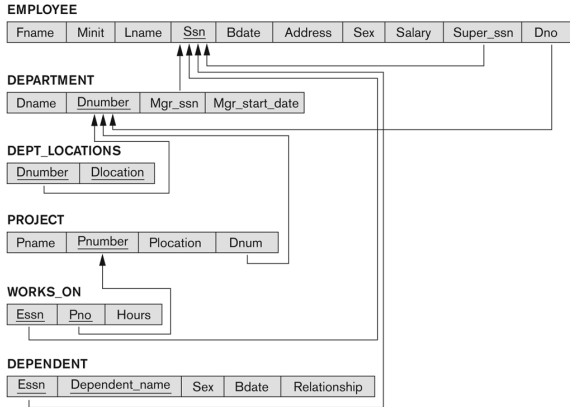 EMPLOYEE
Fname Minit Lname Ssn Bdate Address Sex Salary Super_ssn Dno
DEPARTMENT
Dname Dnumber Mgr_ssn Mgr_start_date
DEPT_LOCATIONS
Dnumber Dlocation
PROJECT
Pname Pnumber Plocation Dnum
WORKS_ON
Essn Pno Hours
DEPENDENT
Essn Dependent_name Sex Bdate Relationship